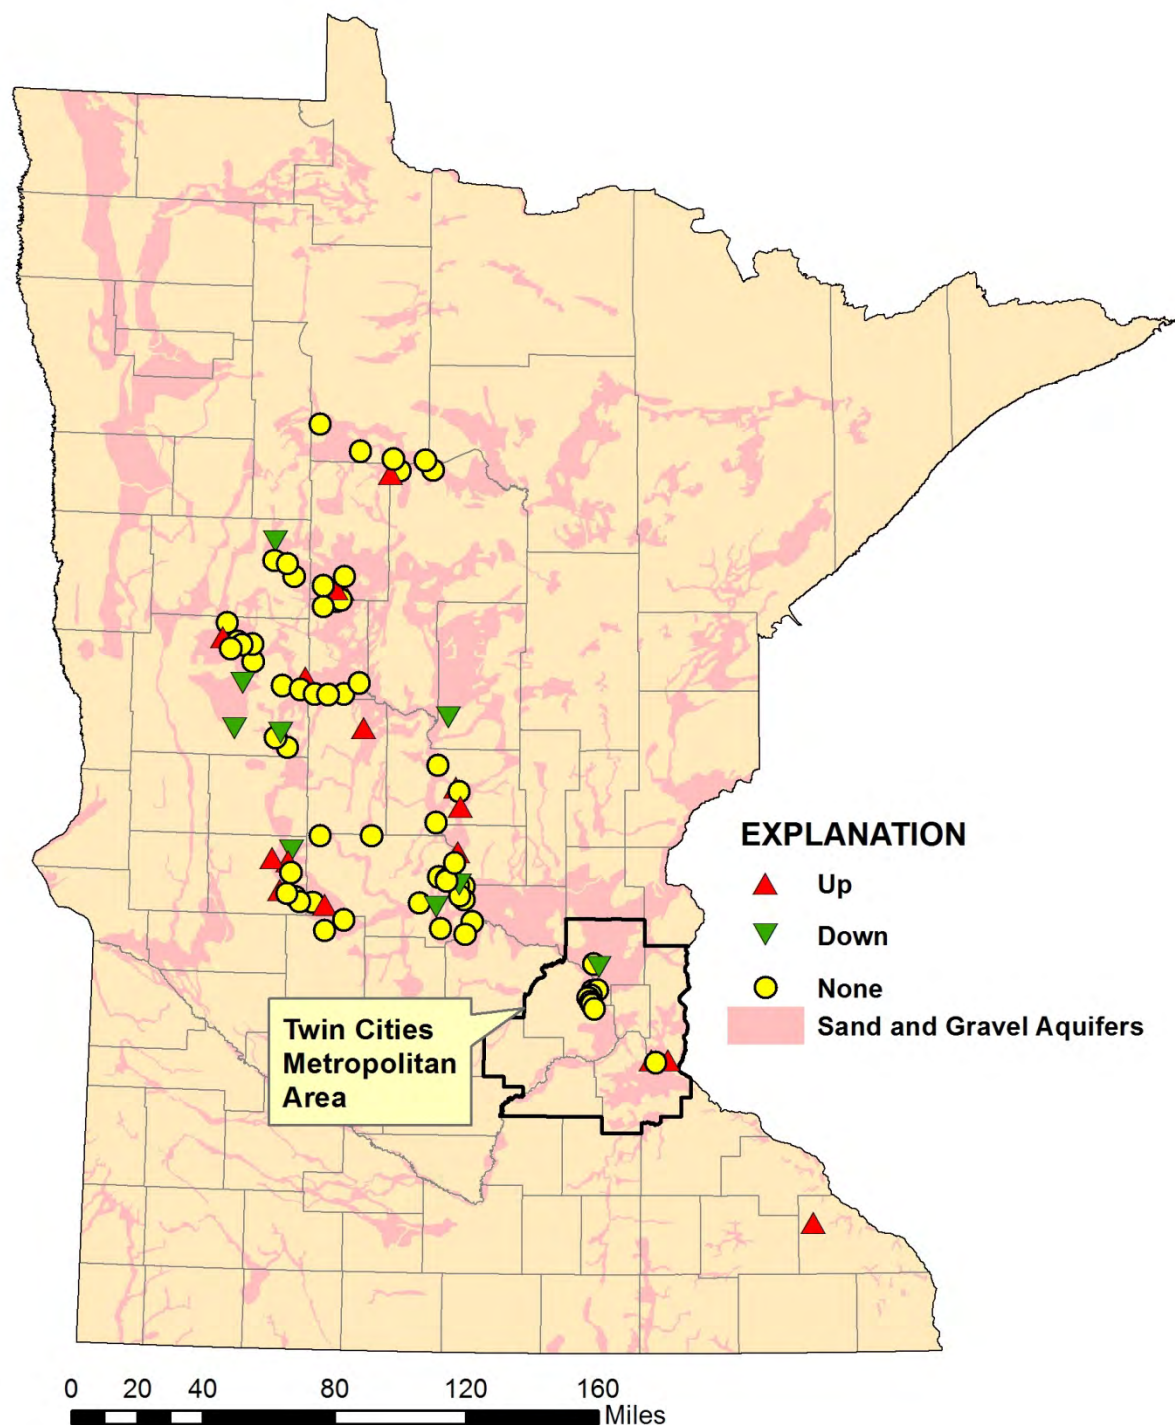 EXPLANATION
Up
Down
None
Sand and Gravel Aquifers
Twin Cities
Metropolitan
Area
0 20 40 80 120 160
Miles